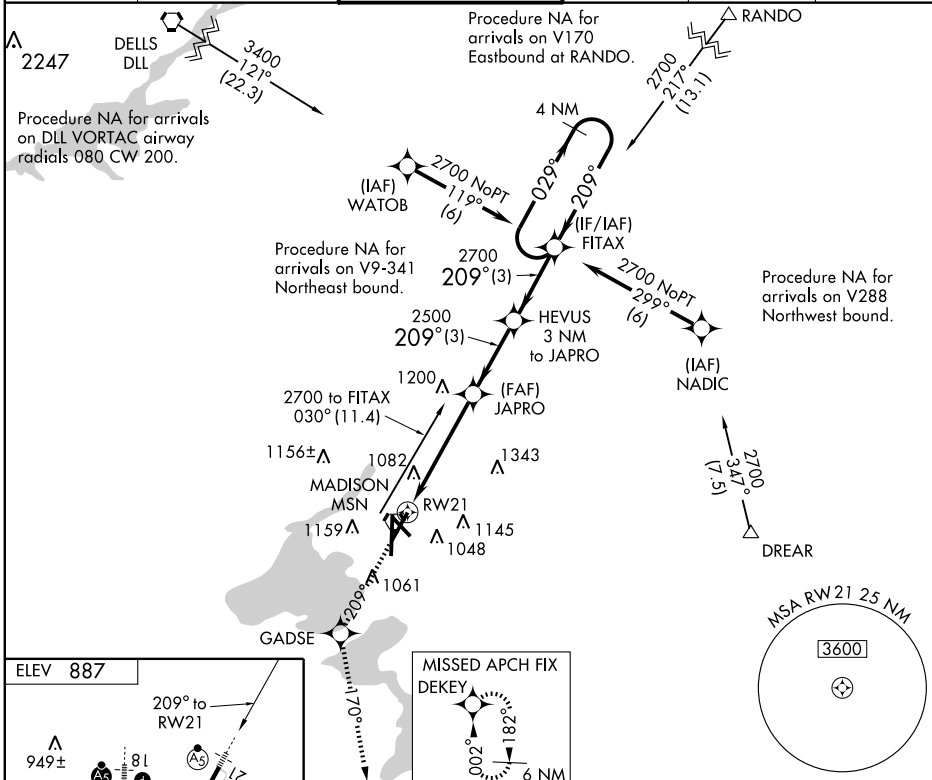 Procedure NA for
arrivals on V170
Eastbound at RANDO.
RANDO
DELLS
DLL
2247
3400
121°
(22.3)
2700
217°
(13.1)
Procedure NA for arrivals
on DLL VORTAC airway
radials 080 CW 200.
4 NM
029°
209°
(IAF)
WATOB
2700 NoPT
119°
(6)
(IF/IAF)
FITAX
Procedure NA for
arrivals on V9-341
Northeast bound.
2700
209° (3)
2700 NoPT
299°
(6)
Procedure NA for
arrivals on V288
Northwest bound.
2500
209° (3)
HEVUS
3 NM
to JAPRO
(IAF)
NADIC
1200
(FAF)
JAPRO
2700 to FITAX
030° (11.4)
1156±
1082
1343
2700
347°
(7.5)
MADISON
MSN
RW21
1159
1145
1048
DREAR
1061
209°
GADSE
MSA RW21 25 NM
3600
ELEV 887
209° to
RW21
949±
A5
18
A5
21
170°
MISSED APCH FIX
DEKEY
002°
182°
6 NM